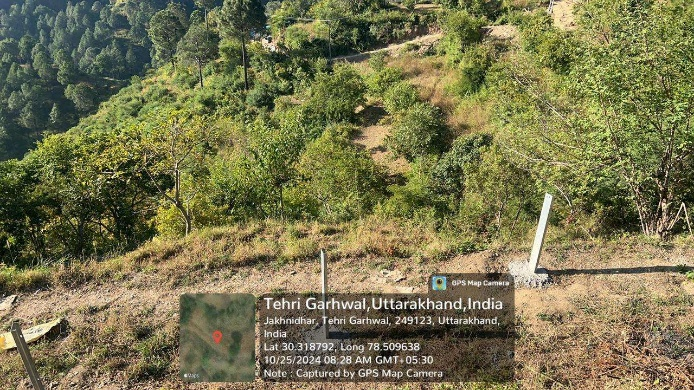 GPS Map Camera
Tehri Garhwal,Uttarakhand,India
Jakhnidhar, Tehri Garhwal, 249123, Uttarakhand,
India
Lat 30.318792, Long 78.509638
10/25/2024 08:28 AM GMT+05:30
Note : Captured by GPS Map Camera
Google